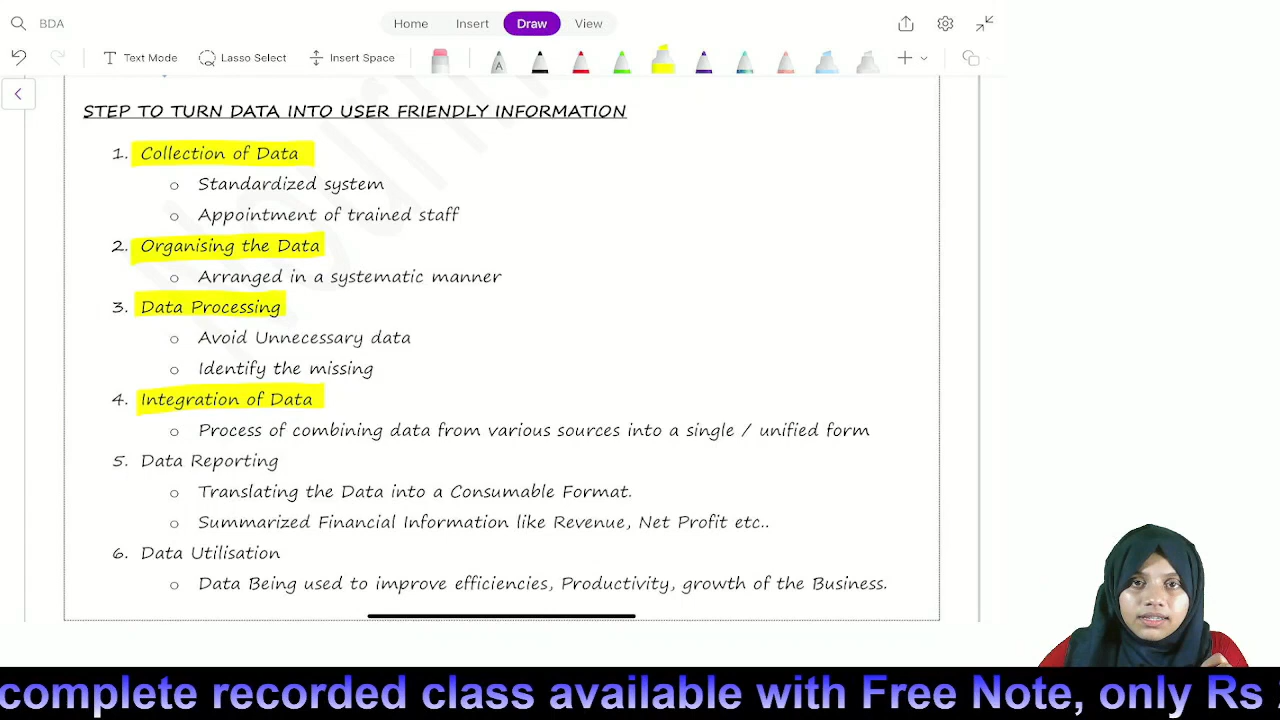 BDA
Home Insert Draw View
Text Mode Lasso Select Insert Space
A
STEP TO TURN DATA INTO USER FRIENDLY INFORMATION
1. Collection of Data
o Standardized system
o Appointment of trained staff
2. Organising the Data
o Arranged in a systematic manner
3. Data Processing
o Avoid Unnecessary data
o Identify the missing
4. Integration of Data
o Process of combining data from various sources into a single / unified form
5. Data Reporting
o Translating the Data into a Consumable Format.
o Summarized Financial Information like Revenue, Net Profit etc..
6. Data Utilisation
o Data Being used to improve efficiencies, Productivity, growth of the Business.
complete recorded class available with Free Note, only Rs